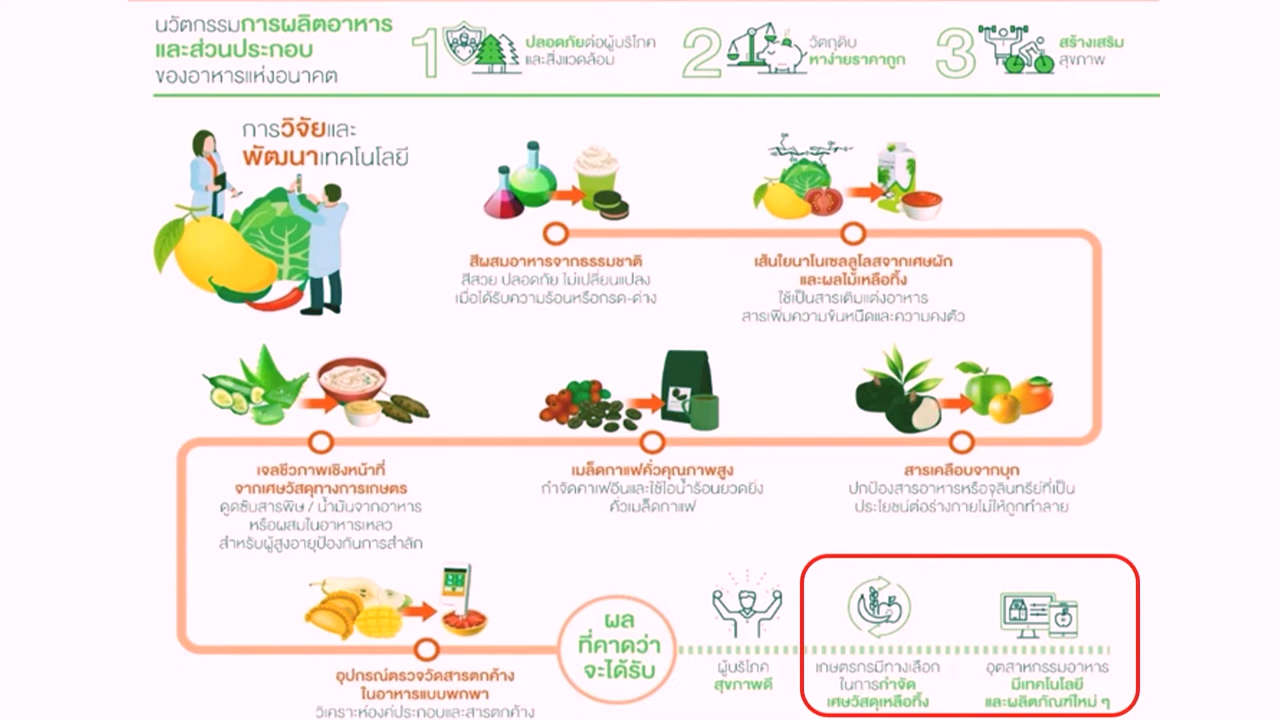 นวัตกรรมการผลิตอาหาร
และส่วนประกอบ
ของอาหารแห่งอนาคต
1
ปลอดภัยต่อผู้บริโภค
และสิ่งแวดล้อม
2
วัตถุดิบ
หาง่ายราคาถูก
3
สร้างเสริม
สุขภาพ
การวิจัยและ
พัฒนาเทคโนโลยี
สีผสมอาหารจากธรรมชาติ
สีสวย ปลอดภัย ไม่เปลี่ยนแปลง
เมื่อได้รับความร้อนหรือกรด-ด่าง
เส้นใยนาโนเซลลูโลสจากเศษผัก
และผลไม้เหลือทิ้ง
ใช้เป็นสารเติมแต่งอาหาร
สารเพิ่มความข้นหนืดและความคงตัว
เจลชีวภาพเชิงหน้าที่
จากเศษวัสดุทางการเกษตร
ดูดซับสารพิษ / น้ำมันจากอาหาร
หรือผสมในอาหารเหลว
สำหรับผู้สูงอายุป้องกันการสำลัก
เมล็ดกาแฟคั่วคุณภาพสูง
กำจัดคาเฟอีนและใช้ไอน้ำร้อนยวดยิ่ง
คั่วเมล็ดกาแฟ
สารเคลือบจากบุก
ปกป้องสารอาหารหรือจุลินทรีย์ที่เป็น
ประโยชน์ต่อร่างกายไม่ให้ถูกทำลาย
อุปกรณ์ตรวจวัดสารตกค้าง
ในอาหารแบบพกพา
วิเคราะห์องค์ประกอบและสารตกค้าง
ผล
ที่คาดว่า
จะได้รับ
ผู้บริโภค
สุขภาพดี
เกษตรกรมีทางเลือก
ในการกำจัด
เศษวัสดุเหลือทิ้ง
อุตสาหกรรมอาหาร
มีเทคโนโลยี
และผลิตภัณฑ์ใหม่ ๆ